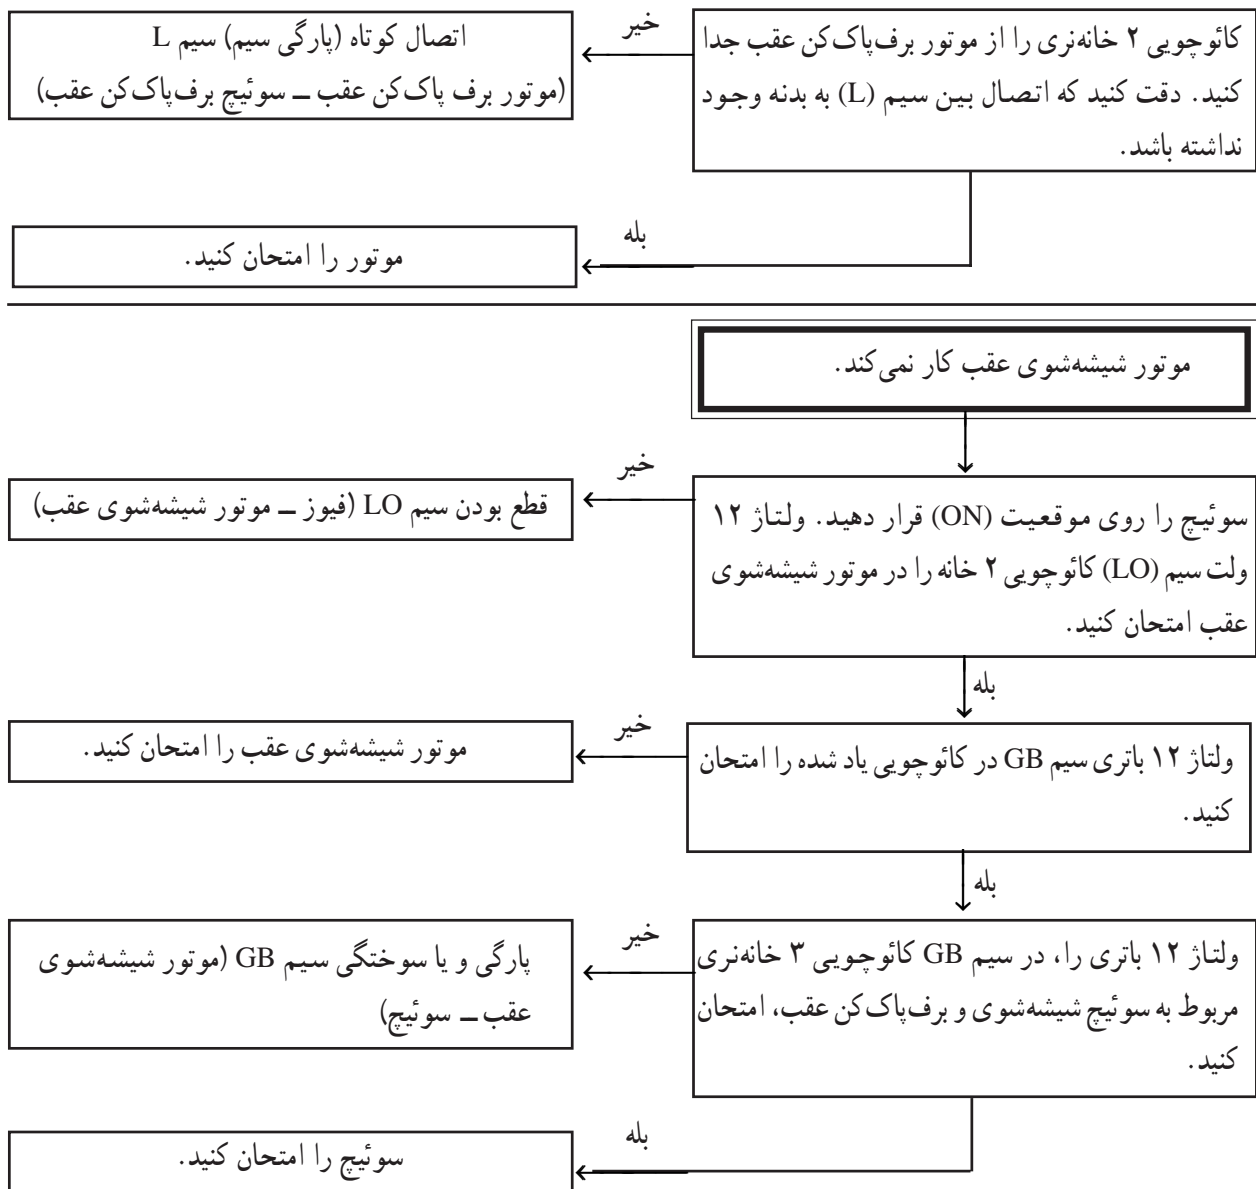 کائوچویی ۲ خانه‌نری را از موتور برف‌پاک‌کن عقب جدا
کنید. دقت کنید که اتصال بین سیم (L) به بدنه وجود
نداشته باشد.
خیر
اتصال کوتاه (پارگی سیم) سیم L
(موتور برف پاک‌کن عقب ــ سوئیچ برف‌پاک‌کن عقب)
بله
موتور را امتحان کنید.
موتور شیشه‌شوی عقب کار نمی‌کند.
سوئیچ را روی موقعیت (ON) قرار دهید. ولتاژ ۱۲
ولت سیم (LO) کائوچویی ۲ خانه را در موتور شیشه‌شوی
عقب امتحان کنید.
خیر
قطع بودن سیم LO (فیوز ــ موتور شیشه‌شوی عقب)
بله
ولتاژ ۱۲ باتری سیم GB در کائوچویی یاد شده را امتحان
کنید.
خیر
موتور شیشه‌شوی عقب را امتحان کنید.
بله
ولتاژ ۱۲ باتری را، در سیم GB کائوچویی ۳ خانه‌نری
مربوط به سوئیچ شیشه‌شوی و برف‌پاک‌کن عقب، امتحان
کنید.
خیر
پارگی و یا سوختگی سیم GB (موتور شیشه‌شوی
عقب ــ سوئیچ)
بله
سوئیچ را امتحان کنید.